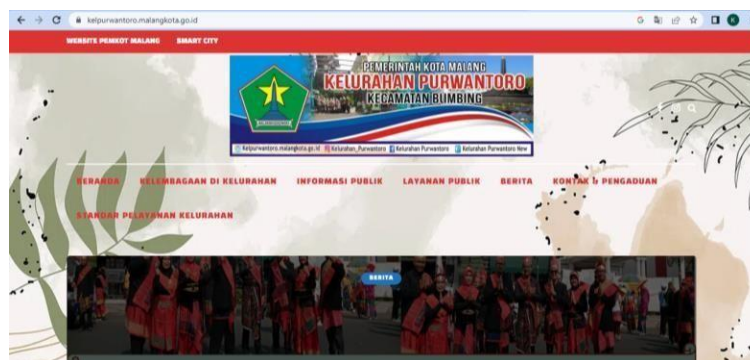 kelpurwantoro.malangkota.go.id
WEBSITE PEMKOT MALANG SMART CITY
PEMERINTAH KOTA MALANG
KELURAHAN PURWANTORO
KECAMATAN BLIMBING
Kelpurwantoro.malangkota.go.id Kelurahan_Purwantoro Kelurahan Purwantoro Kelurahan Purwantoro New
BERANDA KELEMBAGAAN DI KELURAHAN INFORMASI PUBLIK LAYANAN PUBLIK BERITA KONTAK & PENGADUAN
STANDAR PELAYANAN KELURAHAN
BERITA